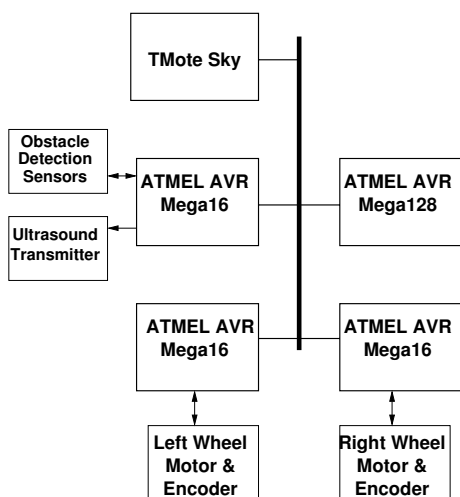 TMote Sky
Obstacle
Detection
Sensors
ATMEL AVR
Mega16
ATMEL AVR
Mega128
Ultrasound
Transmitter
ATMEL AVR
Mega16
ATMEL AVR
Mega16
Left Wheel
Motor &
Encoder
Right Wheel
Motor &
Encoder